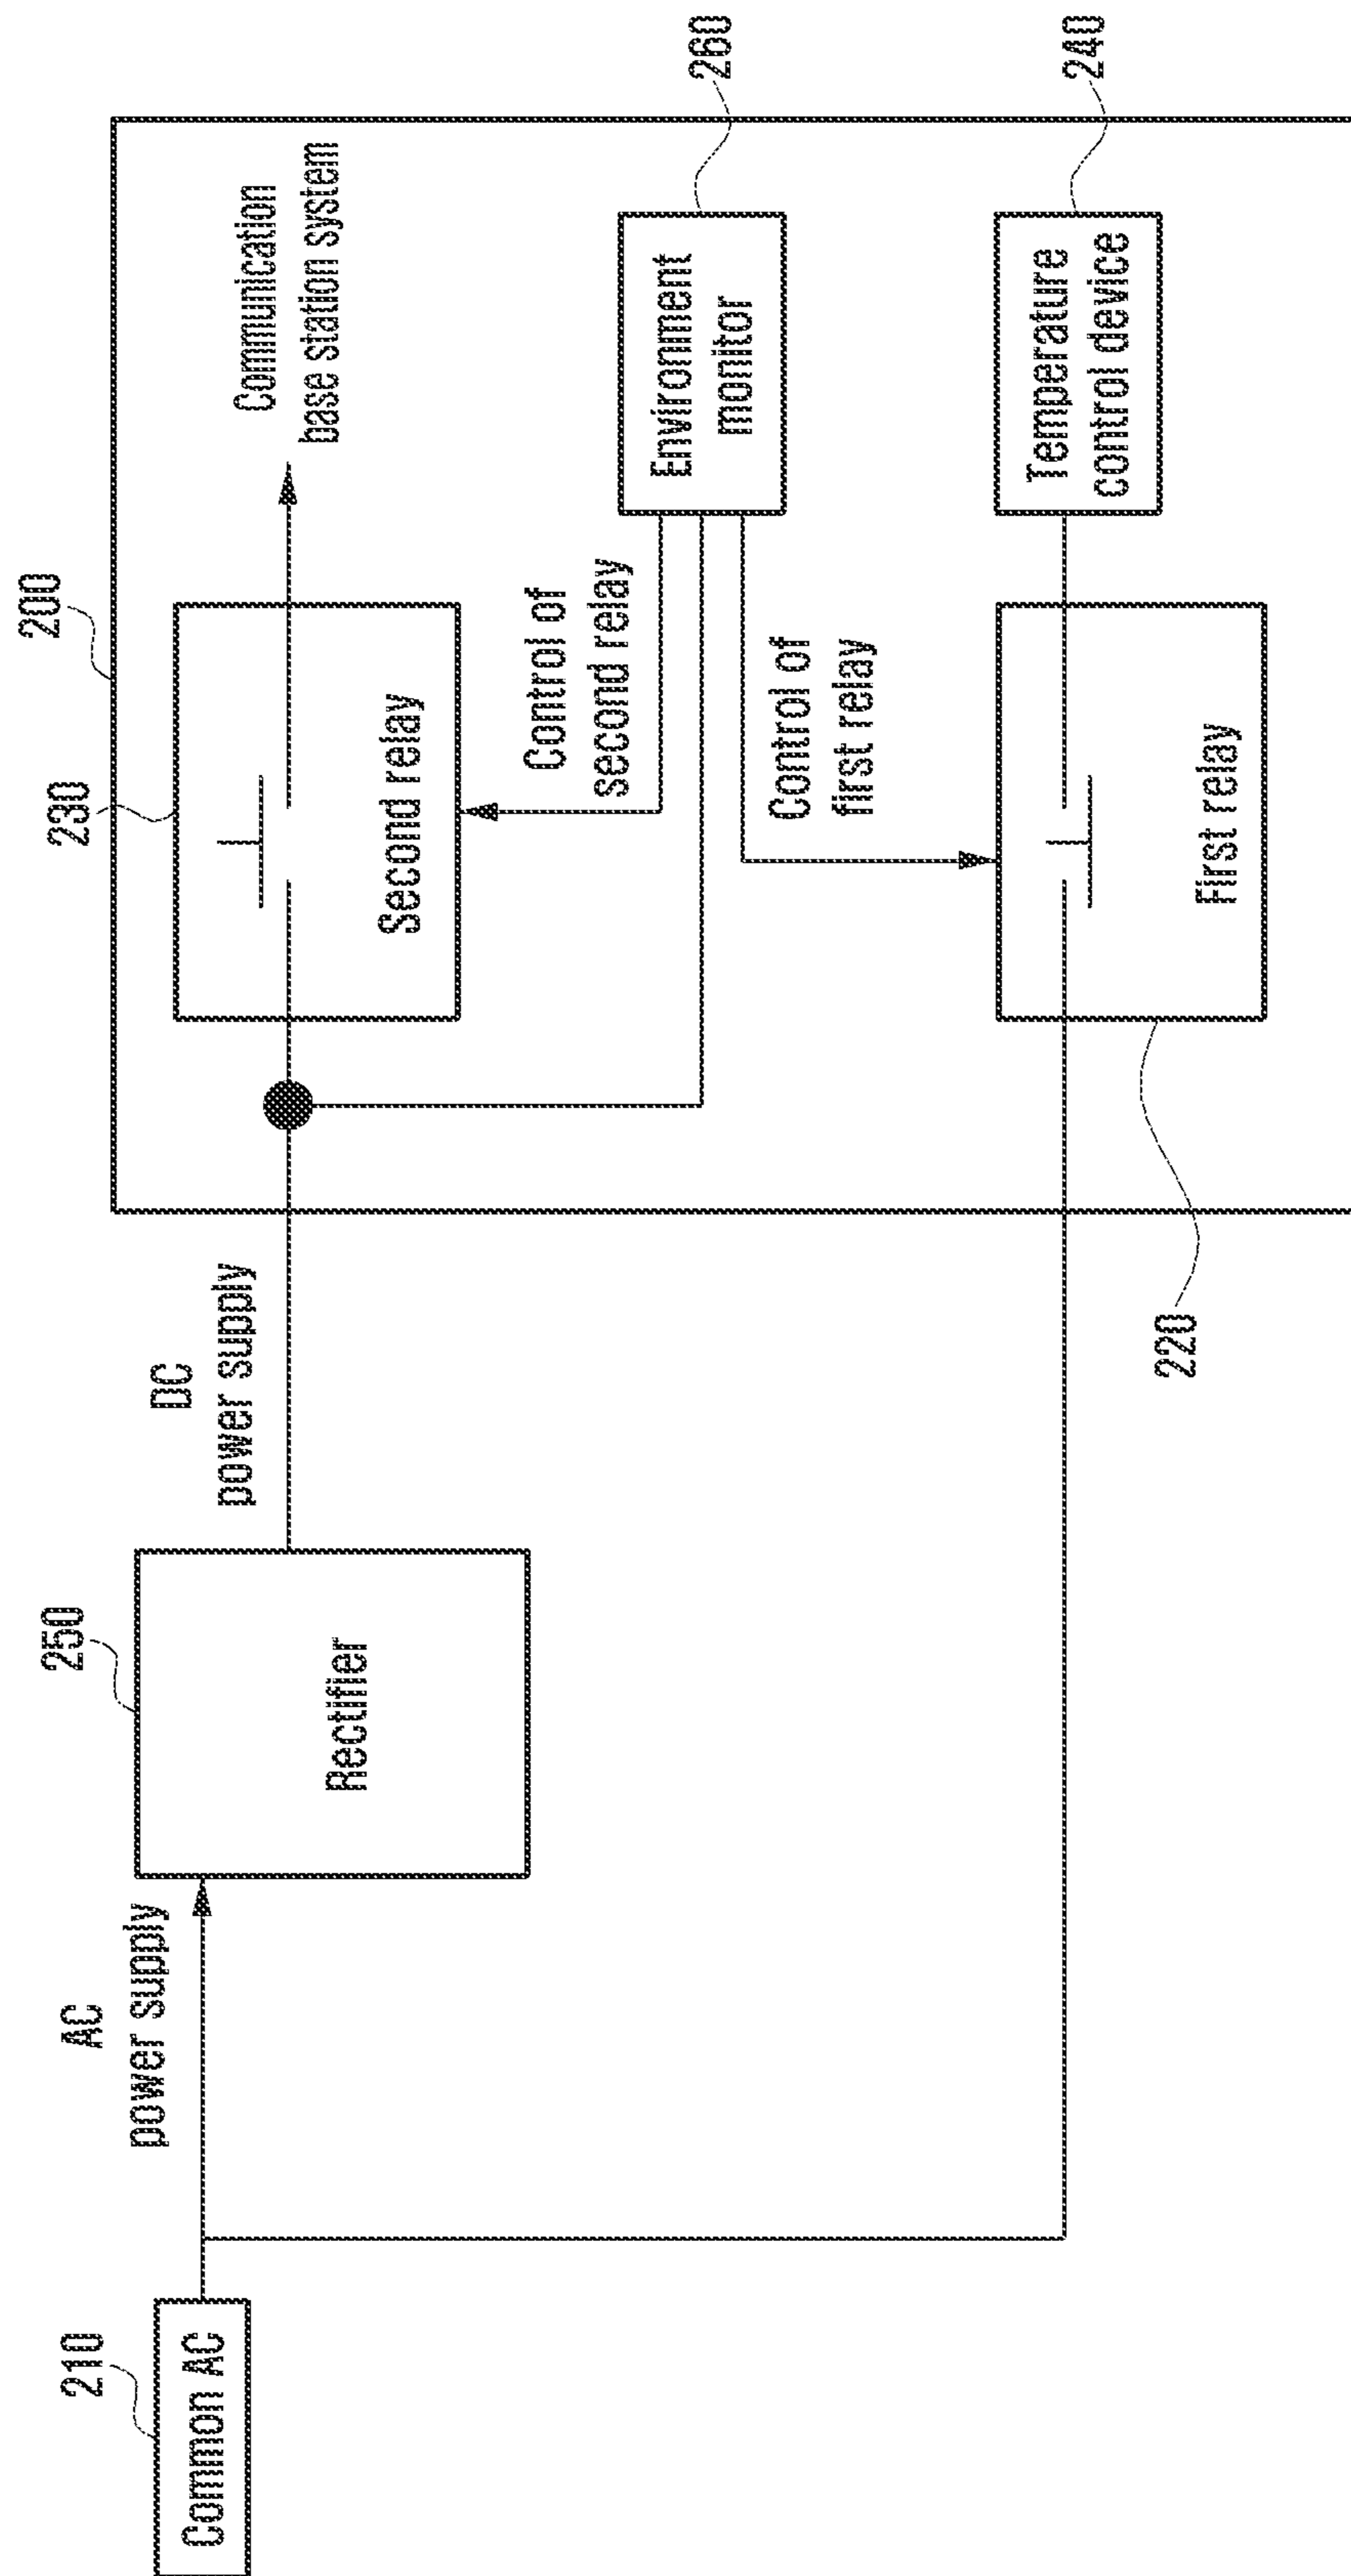 200
210
Common AC
AC
power supply
250
Rectifier
DC
power supply
230
Second relay
Communication
base station system
Control of
second relay
Environment
monitor
260
Control of
first relay
First relay
220
Temperature
control device
240